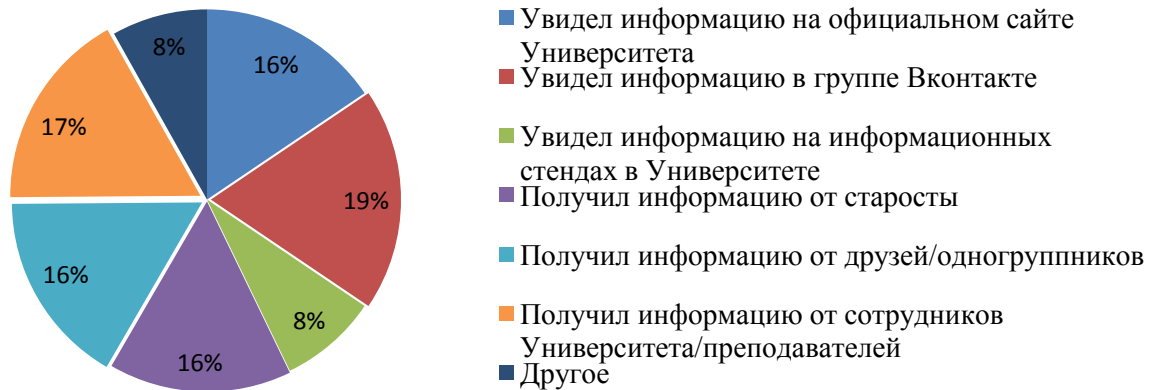 8%
16%
17%
19%
16%
8%
16%
Увидел информацию на официальном сайте
Университета
Увидел информацию в группе Вконтакте
Увидел информацию на информационных
стендах в Университете
Получил информацию от старосты
Получил информацию от друзей/одногруппников
Получил информацию от сотрудников
Университета/преподавателей
Другое